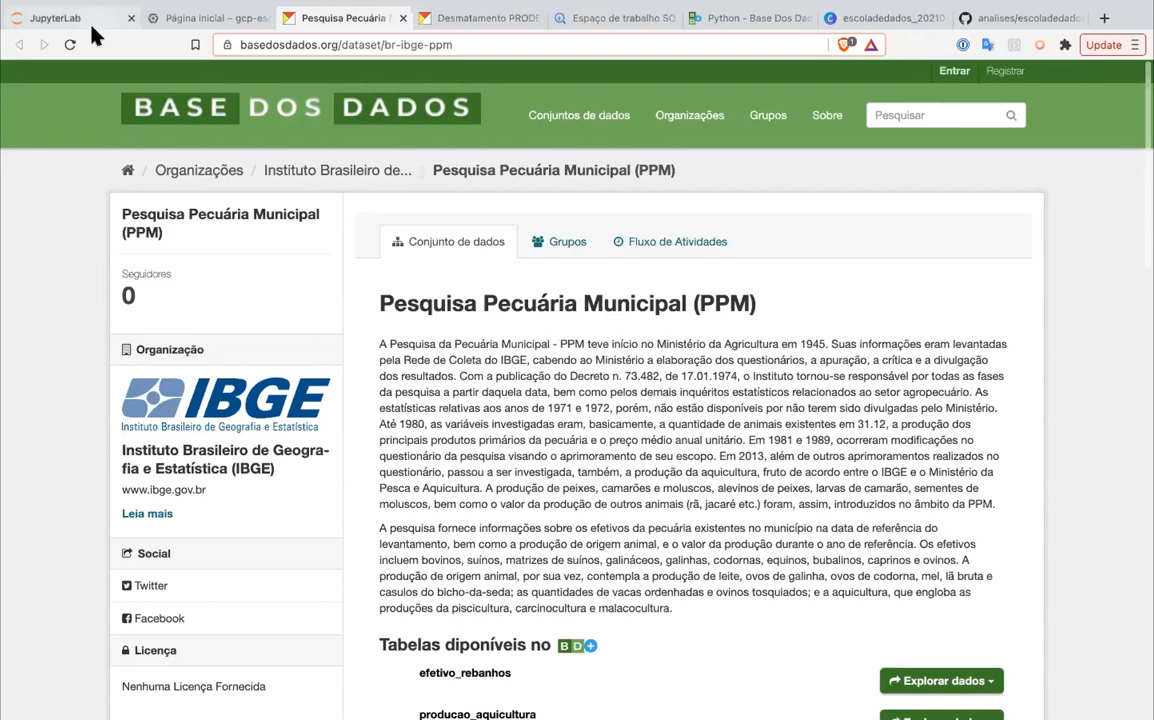 JupyterLab
Página inicial – gcp-es
Pesquisa Pecuária
Desmatamento PRODE
Espaço de trabalho SQ
Python - Base Dos Da
escoladedados_2021
analises/escoladedado
basedosdados.org/dataset/br-ibge-ppm
Update
Entrar Registrar
BASE DOS DADOS
Conjuntos de dados Organizações Grupos Sobre Pesquisar
/ Organizações / Instituto Brasileiro de... / Pesquisa Pecuária Municipal (PPM)
Pesquisa Pecuária Municipal
(PPM)
Seguidores
0
Organização
IBGE
Instituto Brasileiro de Geografia e Estatística
Instituto Brasileiro de Geogra-
fia e Estatística (IBGE)
www.ibge.gov.br
Leia mais
Social
Twitter
Facebook
Licença
Nenhuma Licença Fornecida
Conjunto de dados Grupos Fluxo de Atividades
Pesquisa Pecuária Municipal (PPM)
A Pesquisa da Pecuária Municipal - PPM teve início no Ministério da Agricultura em 1945. Suas informações eram levantadas
pela Rede de Coleta do IBGE, cabendo ao Ministério a elaboração dos questionários, a apuração, a crítica e a divulgação
dos resultados. Com a publicação do Decreto n. 73.482, de 17.01.1974, o Instituto tornou-se responsável por todas as fases
da pesquisa a partir daquela data, bem como pelos demais inquéritos estatísticos relacionados ao setor agropecuário. As
estatísticas relativas aos anos de 1971 e 1972, porém, não estão disponíveis por não terem sido divulgadas pelo Ministério.
Até 1980, as variáveis investigadas eram, basicamente, a quantidade de animais existentes em 31.12, a produção dos
principais produtos primários da pecuária e o preço médio anual unitário. Em 1981 e 1989, ocorreram modificações no
questionário da pesquisa visando o aprimoramento de seu escopo. Em 2013, além de outros aprimoramentos realizados no
questionário, passou a ser investigada, também, a produção da aquicultura, fruto de acordo entre o IBGE e o Ministério da
Pesca e Aquicultura. A produção de peixes, camarões e moluscos, alevinos de peixes, larvas de camarão, sementes de
moluscos, bem como o valor da produção de outros animais (rã, jacaré etc.) foram, assim, introduzidos no âmbito da PPM.
A pesquisa fornece informações sobre os efetivos da pecuária existentes no município na data de referência do
levantamento, bem como a produção de origem animal, e o valor da produção durante o ano de referência. Os efetivos
incluem bovinos, suínos, matrizes de suínos, galináceos, galinhas, codornas, equinos, bubalinos, caprinos e ovinos. A
produção de origem animal, por sua vez, contempla a produção de leite, ovos de galinha, ovos de codorna, mel, lã bruta e
casulos do bicho-da-seda; as quantidades de vacas ordenhadas e ovinos tosquiados; e a aquicultura, que engloba as
produções da piscicultura, carcinocultura e malacocultura.
Tabelas disponíveis no BD+
efetivo_rebanhos Explorar dados
producao_aquicultura